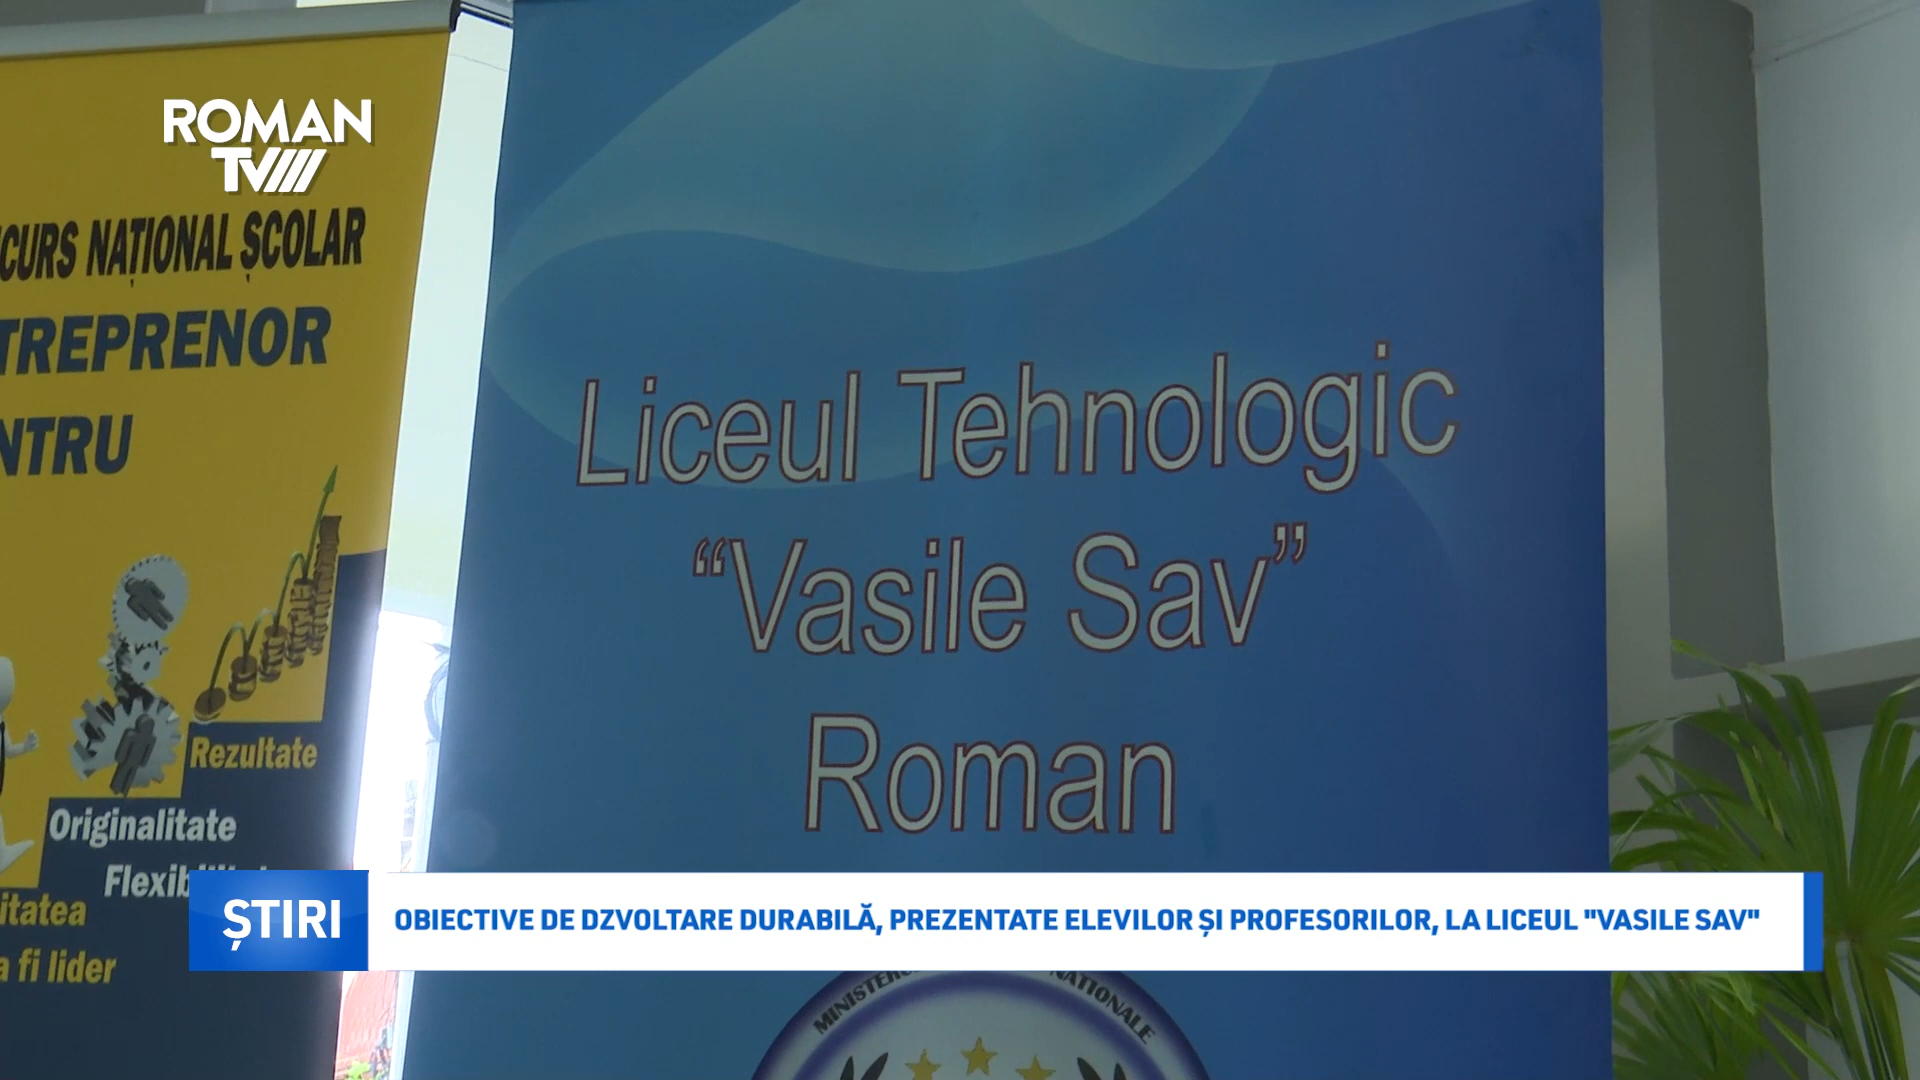 ROMAN
TV
CURS NAȚIONAL ȘCOLAR
TREPRENOR
NTRU
Rezultate
Originalitate
itatea
a fi lider
Liceul Tehnologic
“Vasile Sav”
Roman
ȘTIRI
OBIECTIVE DE DZVOLTARE DURABILĂ, PREZENTATE ELEVILOR ȘI PROFESORILOR, LA LICEUL "VASILE SAV"